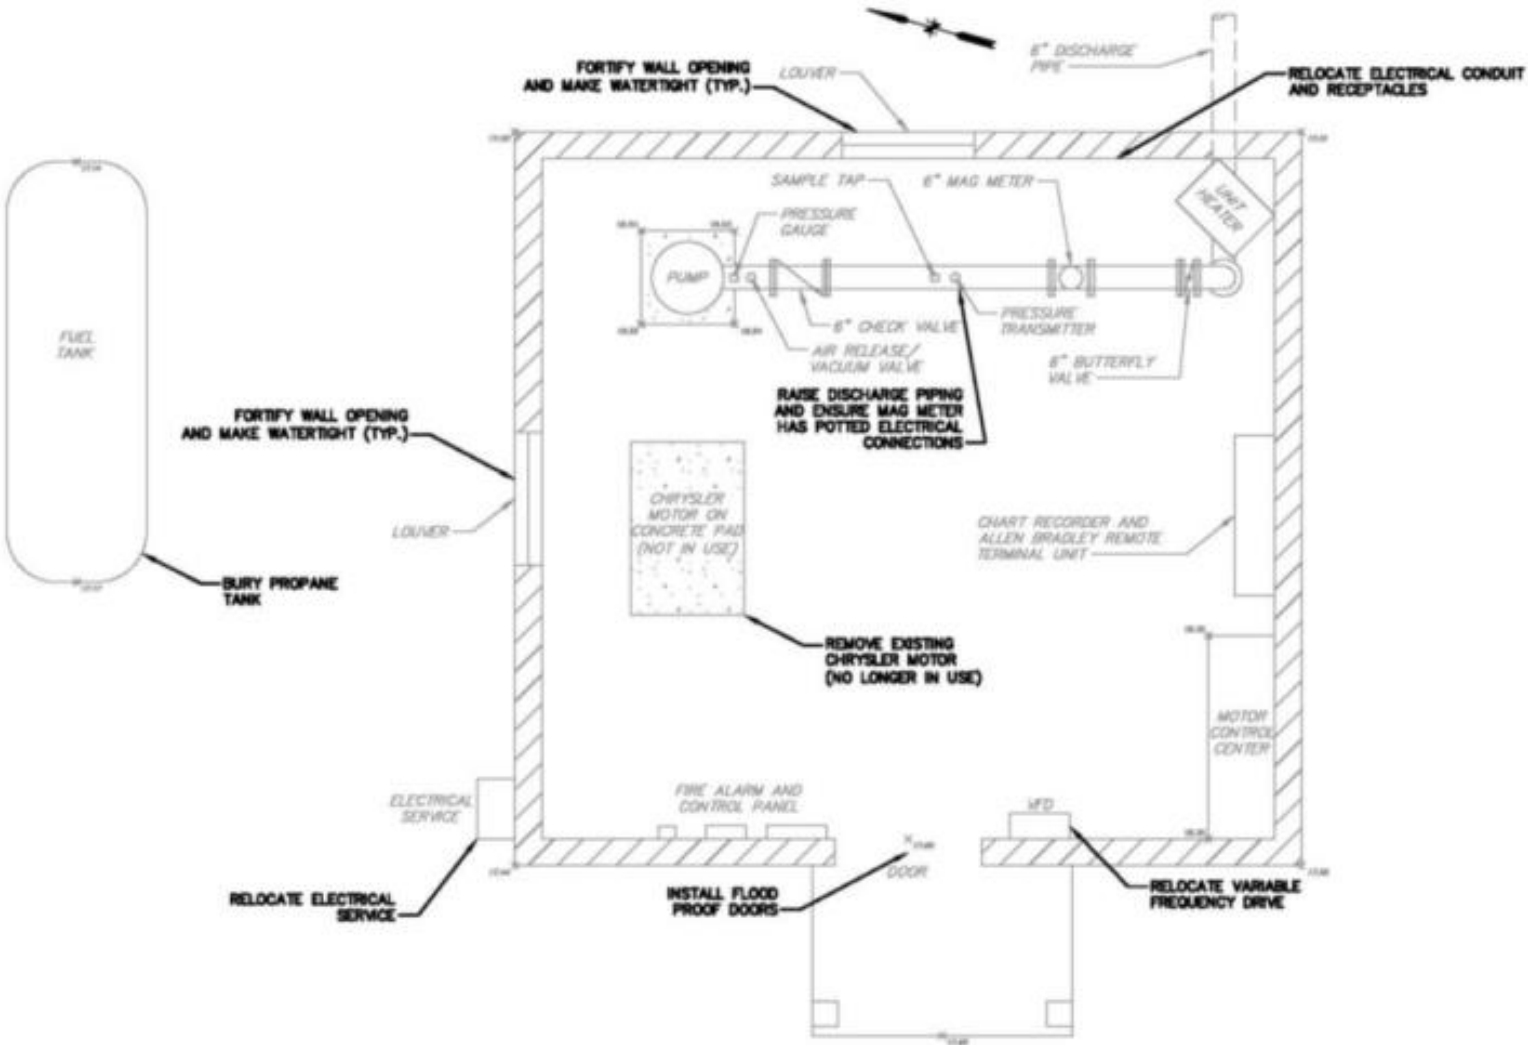 6" DISCHARGE
PIPE
FORTIFY WALL OPENING
AND MAKE WATERTIGHT (TYP.)
LOUVER
RELOCATE ELECTRICAL CONDUIT
AND RECEPTACLES
SAMPLE TAP
6" MAG METER
UNIT
HEATER
PRESSURE
GAUGE
PUMP
FUEL
TANK
6" CHECK VALVE
PRESSURE
TRANSMITTER
AIR RELEASE/
VACUUM VALVE
6" BUTTERFLY
VALVE
RAISE DISCHARGE PIPING
AND ENSURE MAG METER
HAS POTTED ELECTRICAL
CONNECTIONS
FORTIFY WALL OPENING
AND MAKE WATERTIGHT (TYP.)
LOUVER
CHRYSLER
MOTOR ON
CONCRETE PAD
(NOT IN USE)
CHART RECORDER AND
ALLEN BRADLEY REMOTE
TERMINAL UNIT
BURY PROPANE
TANK
REMOVE EXISTING
CHRYSLER MOTOR
(NO LONGER IN USE)
MOTOR
CONTROL
CENTER
ELECTRICAL
SERVICE
FIRE ALARM AND
CONTROL PANEL
VFD
DOOR
RELOCATE ELECTRICAL
SERVICE
INSTALL FLOOD
PROOF DOORS
RELOCATE VARIABLE
FREQUENCY DRIVE